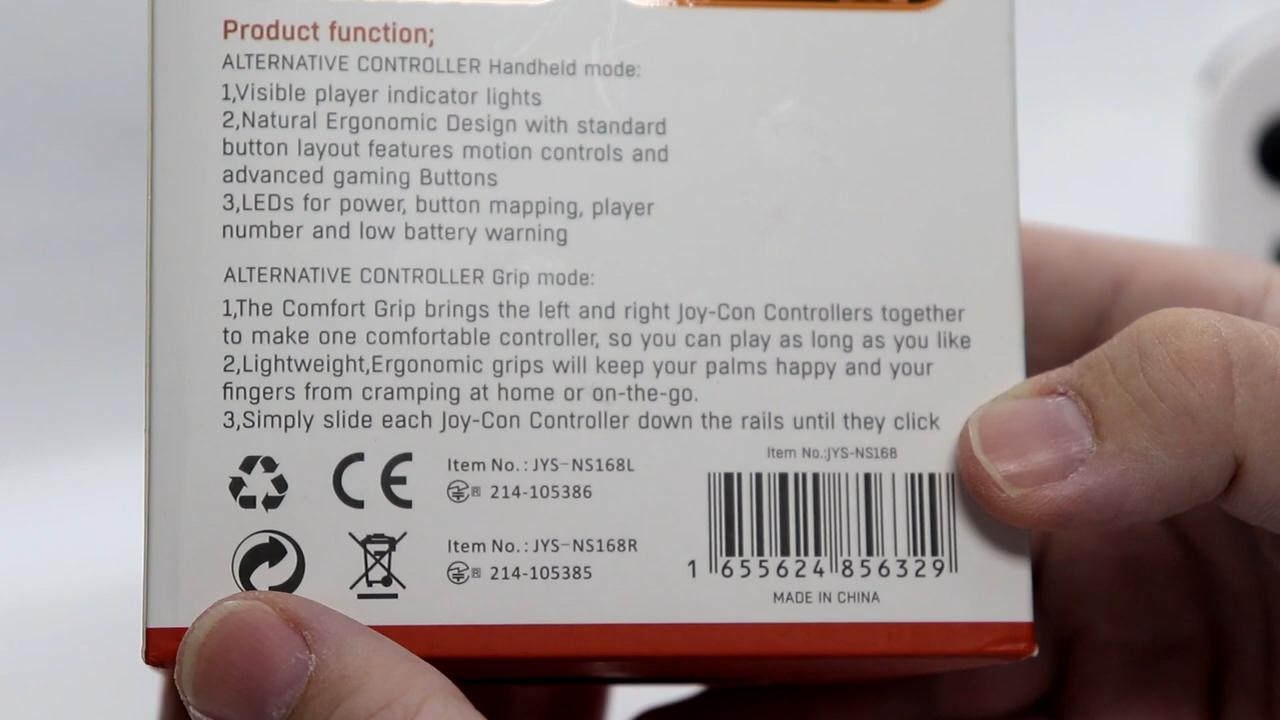 Product function;
ALTERNATIVE CONTROLLER Handheld mode:
1,Visible player indicator lights
2,Natural Ergonomic Design with standard
button layout features motion controls and
advanced gaming Buttons
3,LEDs for power, button mapping, player
number and low battery warning
ALTERNATIVE CONTROLLER Grip mode:
1,The Comfort Grip brings the left and right Joy-Con Controllers together
to make one comfortable controller, so you can play as long as you like
2,Lightweight,Ergonomic grips will keep your palms happy and your
fingers from cramping at home or on-the-go.
3,Simply slide each Joy-Con Controller down the rails until they click
CE
Item No.: JYS-NS168L
R 214-105386
Item No.: JYS-NS168R
R 214-105385
Item No.:JYS-NS168
1 655624 856329
MADE IN CHINA